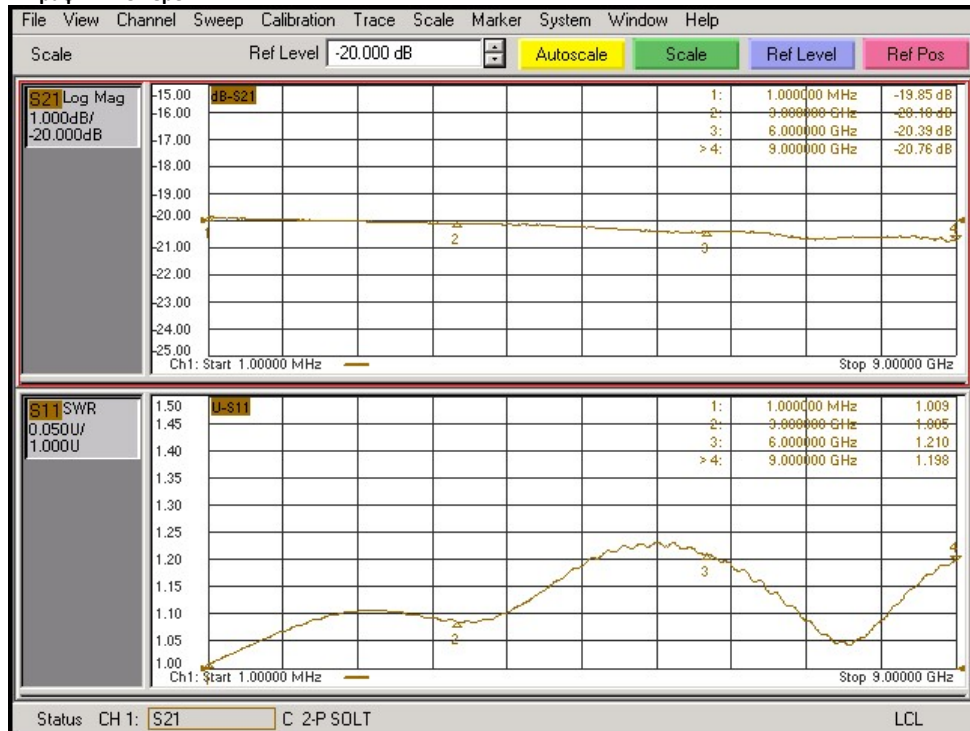 File View Channel Sweep Calibration Trace Scale Marker System Window Help
Scale Ref Level -20.000 dB Autoscale Scale Ref Level Ref Pos
S21 Log Mag
1.000dB/
-20.000dB
dB-S21
-15.00
-16.00
-17.00
-18.00
-19.00
-20.00
-21.00
-22.00
-23.00
-24.00
-25.00
1: 1.000000 MHz -19.85 dB
2: 3.000000 GHz
3: 6.000000 GHz -20.39 dB
> 4: 9.000000 GHz -20.76 dB
1
2
3
4
Ch1: Start 1.00000 MHz
Stop 9.00000 GHz
S11 SWR
0.050U/
1.000U
U-S11
1.50
1.45
1.40
1.35
1.30
1.25
1.20
1.15
1.10
1.05
1.00
1: 1.000000 MHz 1.009
2: 3.000000 GHz
3: 6.000000 GHz 1.210
> 4: 9.000000 GHz 1.198
2
3
4
Ch1: Start 1.00000 MHz
Stop 9.00000 GHz
Status CH 1: S21 C 2-P SOLT LCL